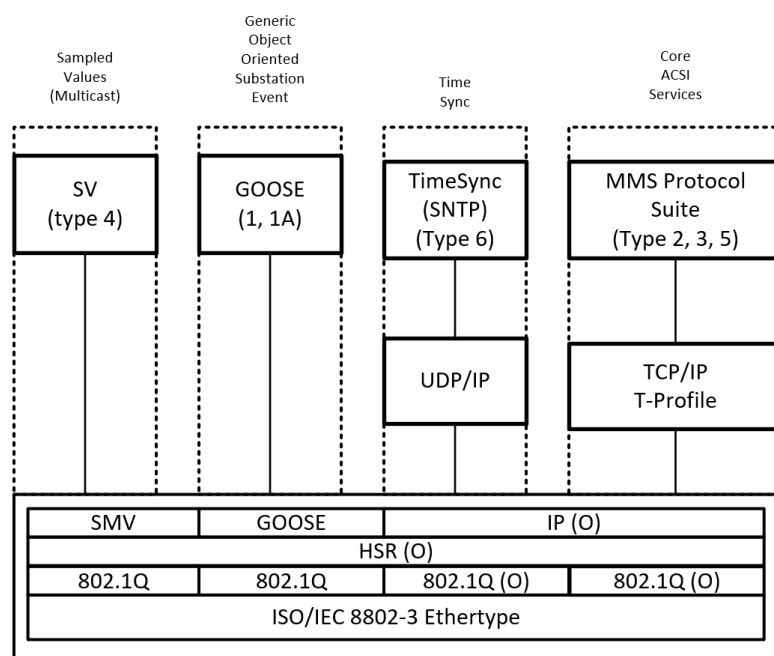 Sampled
Values
(Multicast)
Generic
Object
Oriented
Substation
Event
Time
Sync
Core
ACSI
Services
SV
(type 4)
GOOSE
(1, 1A)
TimeSync
(SNTP)
(Type 6)
MMS Protocol
Suite
(Type 2, 3, 5)
UDP/IP
TCP/IP
T-Profile
SMV
GOOSE
IP (O)
HSR (O)
802.1Q
802.1Q
802.1Q (O)
802.1Q (O)
ISO/IEC 8802-3 Ethertype